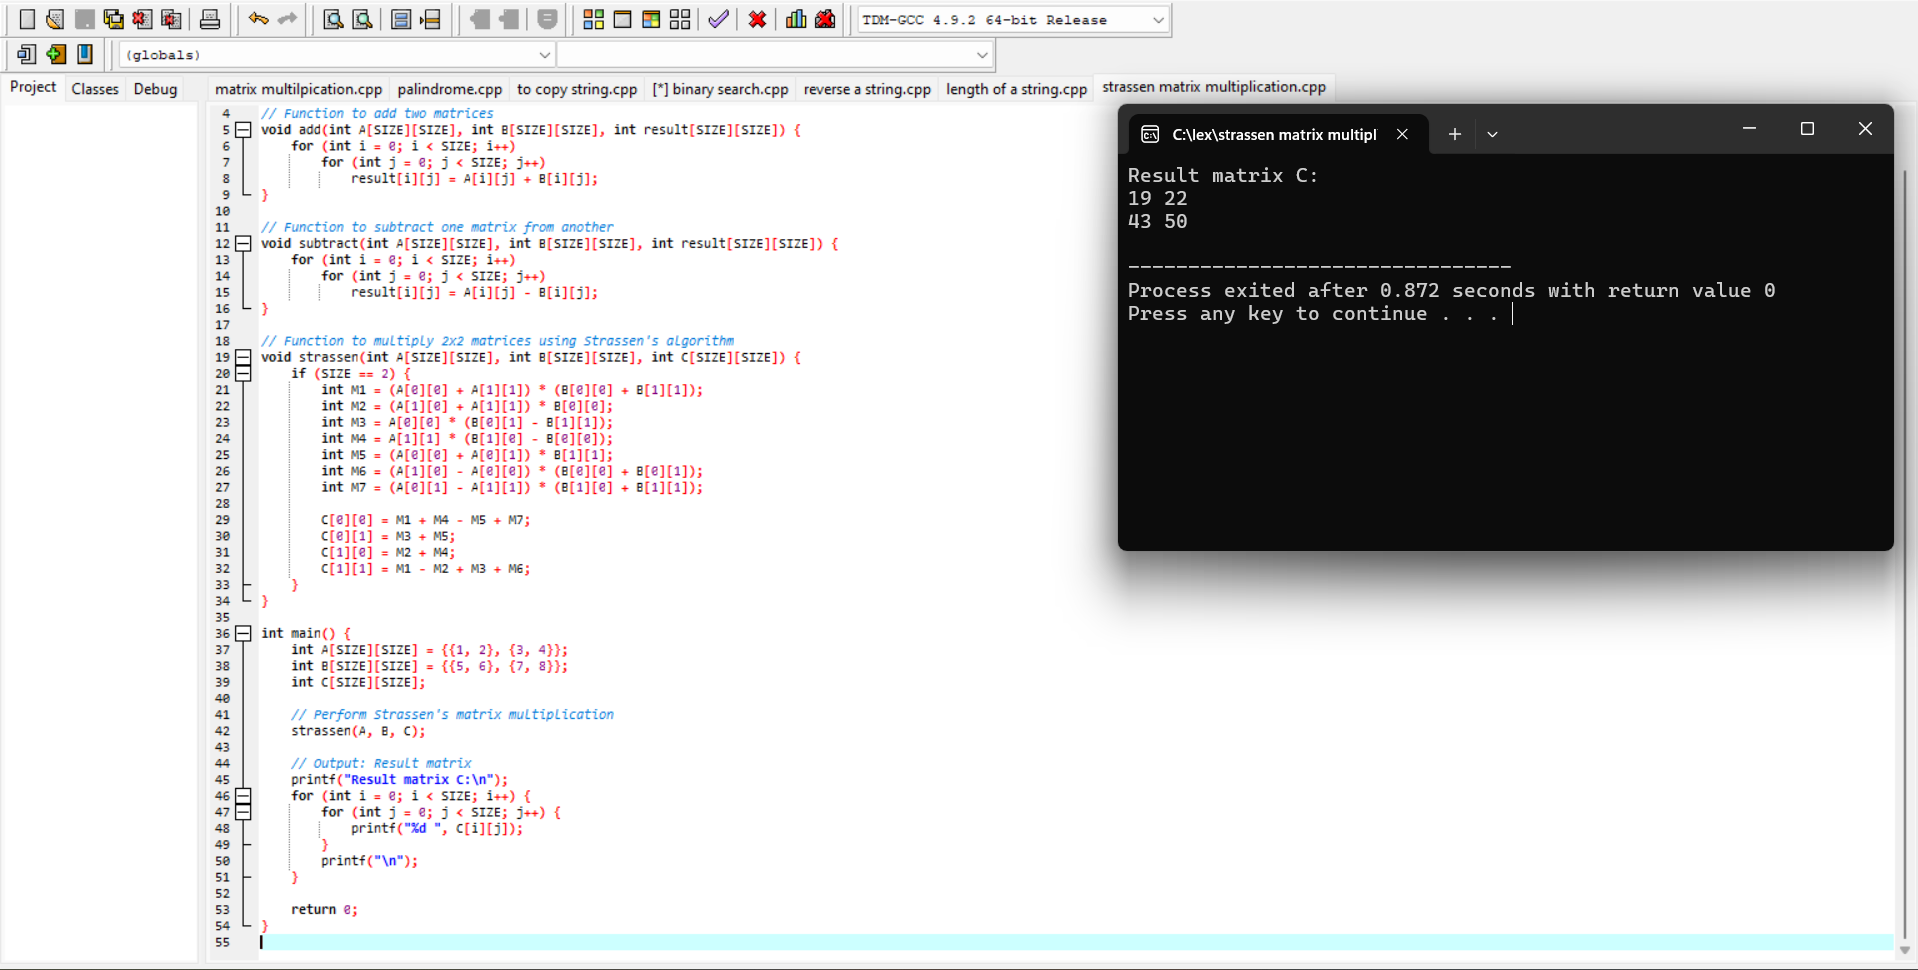 TDM-GCC 4.9.2 64-bit Release
(globals)
Project Classes Debug
matrix multilpication.cpp palindrome.cpp to copy string.cpp [*] binary search.cpp reverse a string.cpp length of a string.cpp strassen matrix multiplication.cpp
4 // Function to add two matrices
5 void add(int A[SIZE][SIZE], int B[SIZE][SIZE], int result[SIZE][SIZE]) {
6 for (int i = 0; i < SIZE; i++)
7 for (int j = 0; j < SIZE; j++)
8 result[i][j] = A[i][j] + B[i][j];
9 }
10
11 // Function to subtract one matrix from another
12 void subtract(int A[SIZE][SIZE], int B[SIZE][SIZE], int result[SIZE][SIZE]) {
13 for (int i = 0; i < SIZE; i++)
14 for (int j = 0; j < SIZE; j++)
15 result[i][j] = A[i][j] - B[i][j];
16 }
17
18 // Function to multiply 2x2 matrices using Strassen's algorithm
19 void strassen(int A[SIZE][SIZE], int B[SIZE][SIZE], int C[SIZE][SIZE]) {
20 if (SIZE == 2) {
21 int M1 = (A[0][0] + A[1][1]) * (B[0][0] + B[1][1]);
22 int M2 = (A[1][0] + A[1][1]) * B[0][0];
23 int M3 = A[0][0] * (B[0][1] - B[1][1]);
24 int M4 = A[1][1] * (B[1][0] - B[0][0]);
25 int M5 = (A[0][0] + A[0][1]) * B[1][1];
26 int M6 = (A[1][0] - A[0][0]) * (B[0][0] + B[0][1]);
27 int M7 = (A[0][1] - A[1][1]) * (B[1][0] + B[1][1]);
28
29 C[0][0] = M1 + M4 - M5 + M7;
30 C[0][1] = M3 + M5;
31 C[1][0] = M2 + M4;
32 C[1][1] = M1 - M2 + M3 + M6;
33 }
34 }
35
36 int main() {
37 int A[SIZE][SIZE] = {{1, 2}, {3, 4}};
38 int B[SIZE][SIZE] = {{5, 6}, {7, 8}};
39 int C[SIZE][SIZE];
40
41 // Perform Strassen's matrix multiplication
42 strassen(A, B, C);
43
44 // Output: Result matrix
45 printf("Result matrix C:\n");
46 for (int i = 0; i < SIZE; i++) {
47 for (int j = 0; j < SIZE; j++) {
48 printf("%d ", C[i][j]);
49 }
50 printf("\n");
51 }
52
53 return 0;
54 }
55
C:\lex\strassen matrix multipl
Result matrix C:
19 22
43 50
--------------------------------
Process exited after 0.872 seconds with return value 0
Press any key to continue . . .